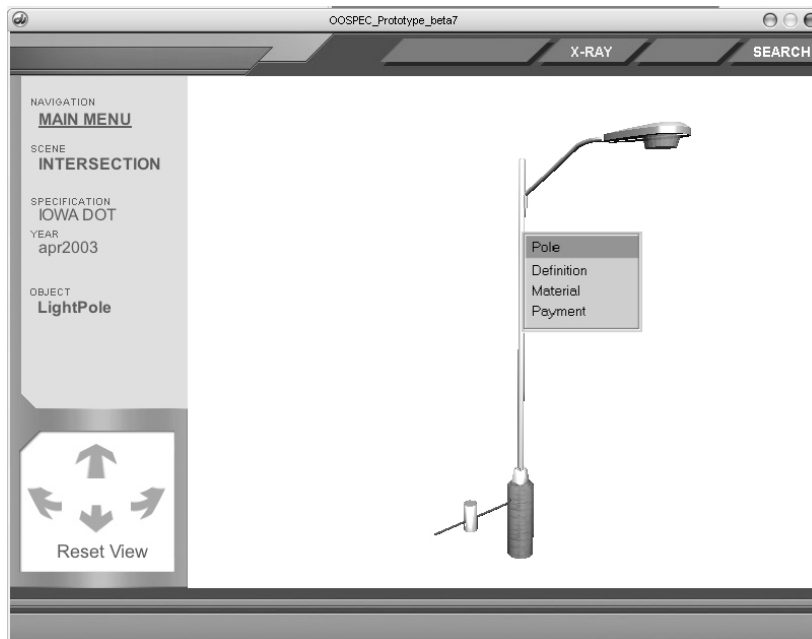 OOSPEC_Prototype_beta7
X-RAY
SEARCH
NAVIGATION
MAIN MENU
SCENE
INTERSECTION
SPECIFICATION
IOWA DOT
YEAR
apr2003
OBJECT
LightPole
Pole
Definition
Material
Payment
Reset View